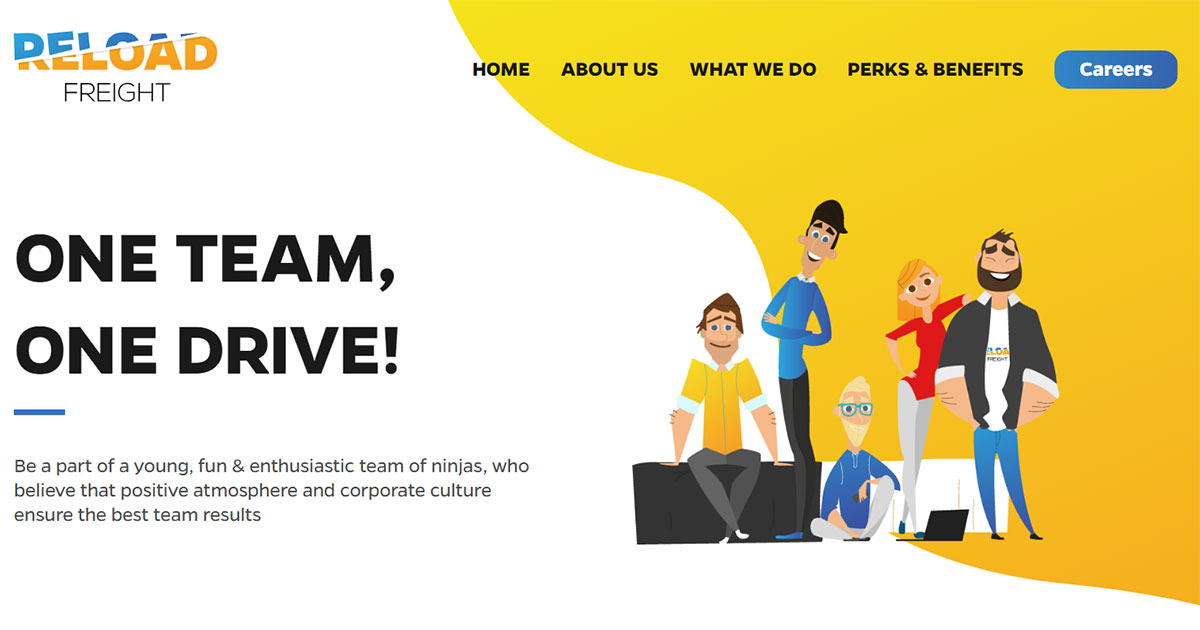 RELOAD
FREIGHT
HOME ABOUT US WHAT WE DO PERKS & BENEFITS Careers
ONE TEAM,
ONE DRIVE!
Be a part of a young, fun & enthusiastic team of ninjas, who
believe that positive atmosphere and corporate culture
ensure the best team results
ELOA
FREIGHT